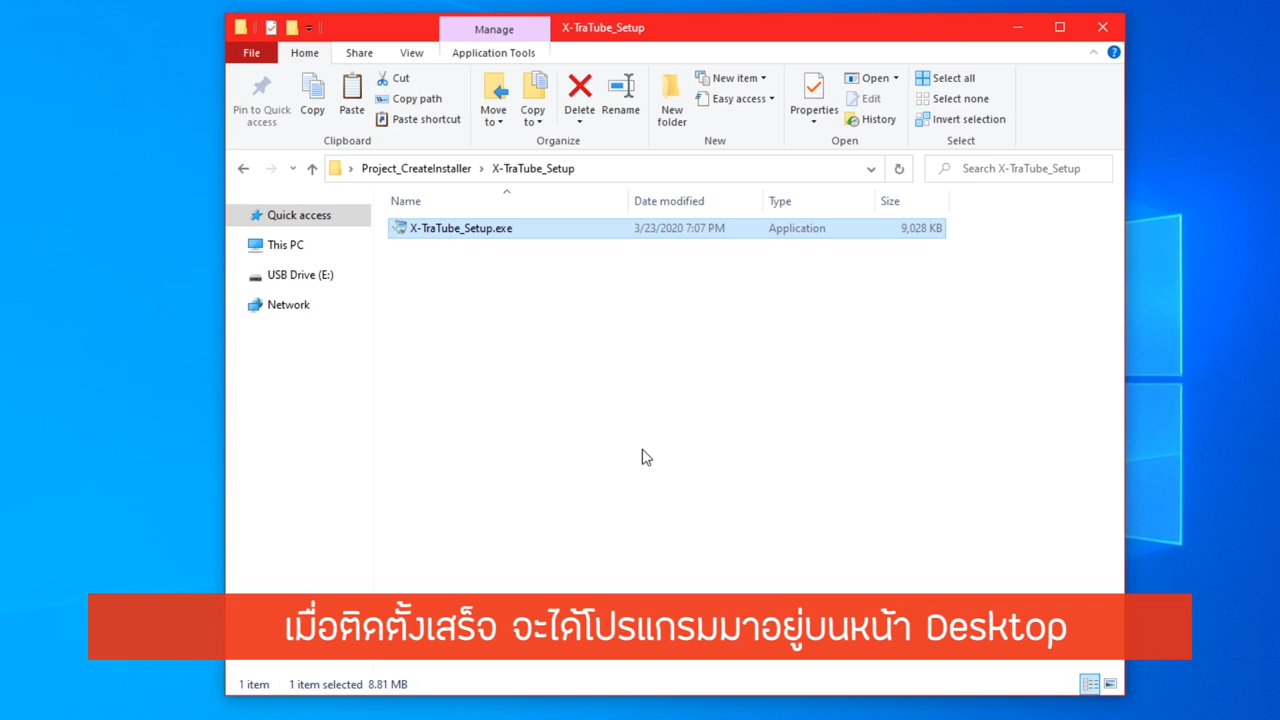 Manage
X-TraTube_Setup
File
Home
Share
View
Application Tools
Pin to Quick access
Copy
Paste
Cut
Copy path
Paste shortcut
Clipboard
Move to
Copy to
Delete
Rename
Organize
New folder
New item
Easy access
New
Properties
Open
Edit
History
Open
Select all
Select none
Invert selection
Select
Project_CreateInstaller > X-TraTube_Setup
Search X-TraTube_Setup
Name
Date modified
Type
Size
X-TraTube_Setup.exe
3/23/2020 7:07 PM
Application
9,028 KB
Quick access
This PC
USB Drive (E:)
Network
เมื่อติดตั้งเสร็จ จะได้โปรแกรมมาอยู่บนหน้า Desktop
1 item
1 item selected 8.81 MB